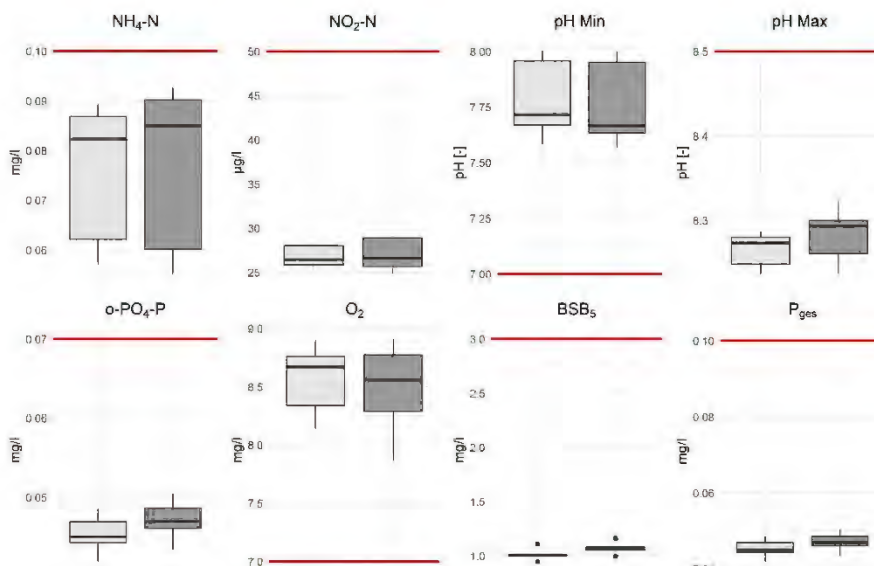 NH₄-N
NO₂-N
pH Min
pH Max
0.10
0.09
0.08
0.07
0.06
mg/l
50
45
40
35
30
25
µg/l
8.00
7.75
7.50
7.25
7.00
pH [-]
8.5
8.4
8.3
pH [-]
o-PO₄-P
O₂
BSB₅
P_ges
0.07
0.06
0.05
mg/l
9.0
8.5
8.0
7.5
7.0
mg/l
3.0
2.5
2.0
1.5
1.0
mg/l
0.10
0.08
0.06
mg/l